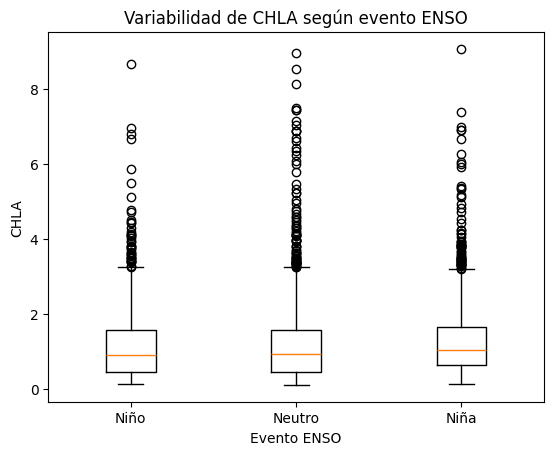 Variabilidad de CHLA según evento ENSO
8
6
4
2
0
CHLA
Niño
Neutro
Niña
Evento ENSO